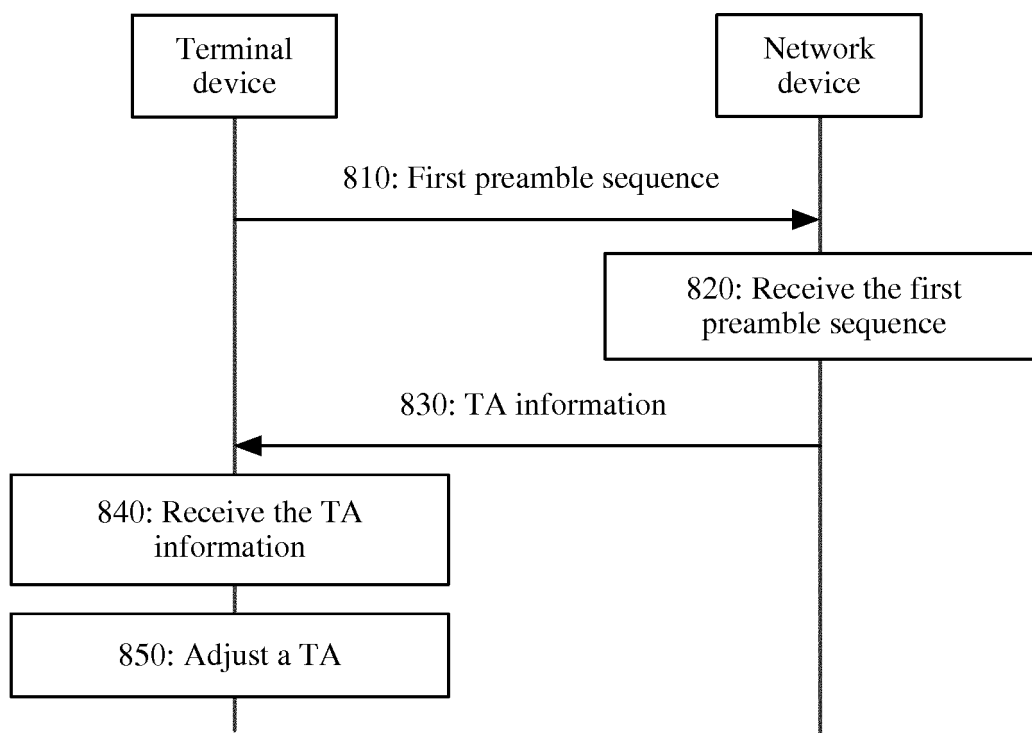 Terminal
device
Network
device
810: First preamble sequence
820: Receive the first
preamble sequence
830: TA information
840: Receive the TA
information
850: Adjust a TA